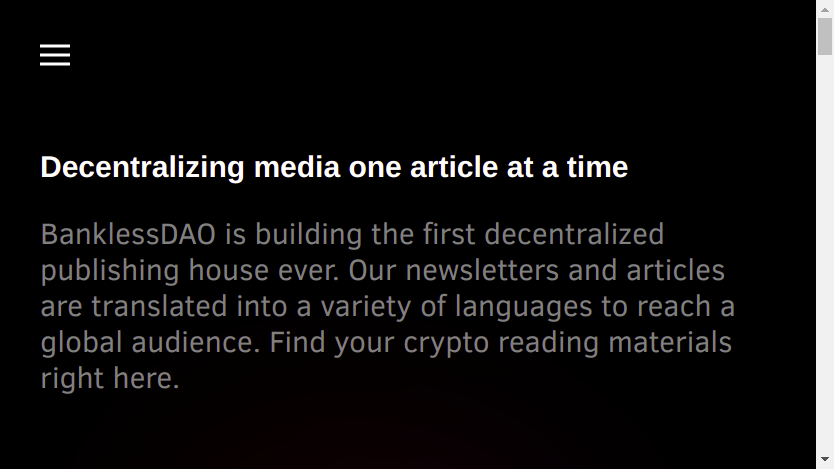 Decentralizing media one article at a time
BanklessDAO is building the first decentralized
publishing house ever. Our newsletters and articles
are translated into a variety of languages to reach a
global audience. Find your crypto reading materials
right here.